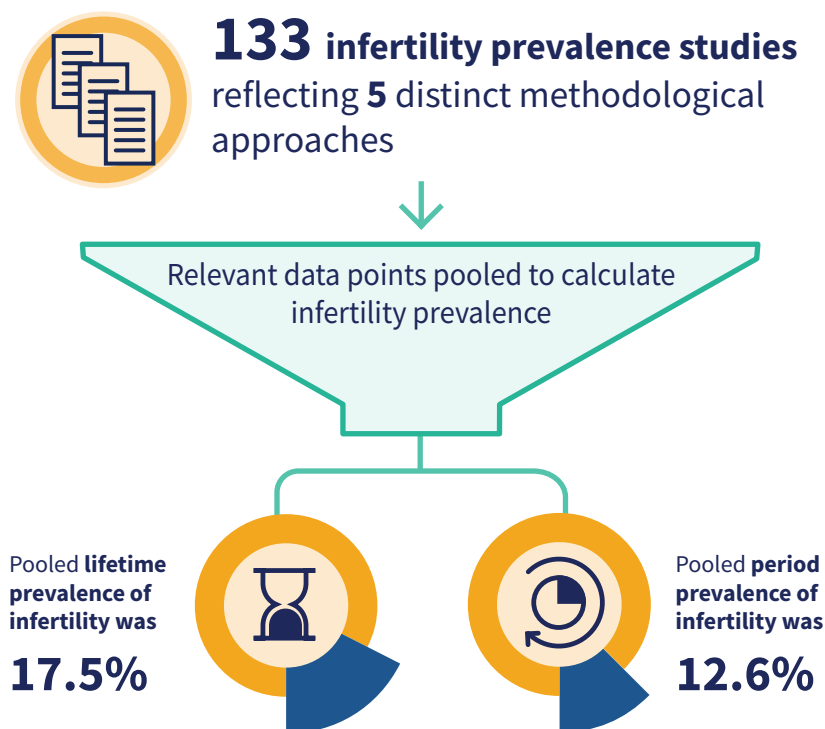 133 infertility prevalence studies
reflecting 5 distinct methodological
approaches
Relevant data points pooled to calculate
infertility prevalence
Pooled lifetime
prevalence of
infertility was
17.5%
Pooled period
prevalence of
infertility was
12.6%